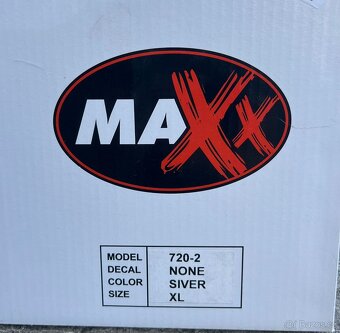 MAXx
MODEL 720-2
DECAL NONE
COLOR SIVER
SIZE XL